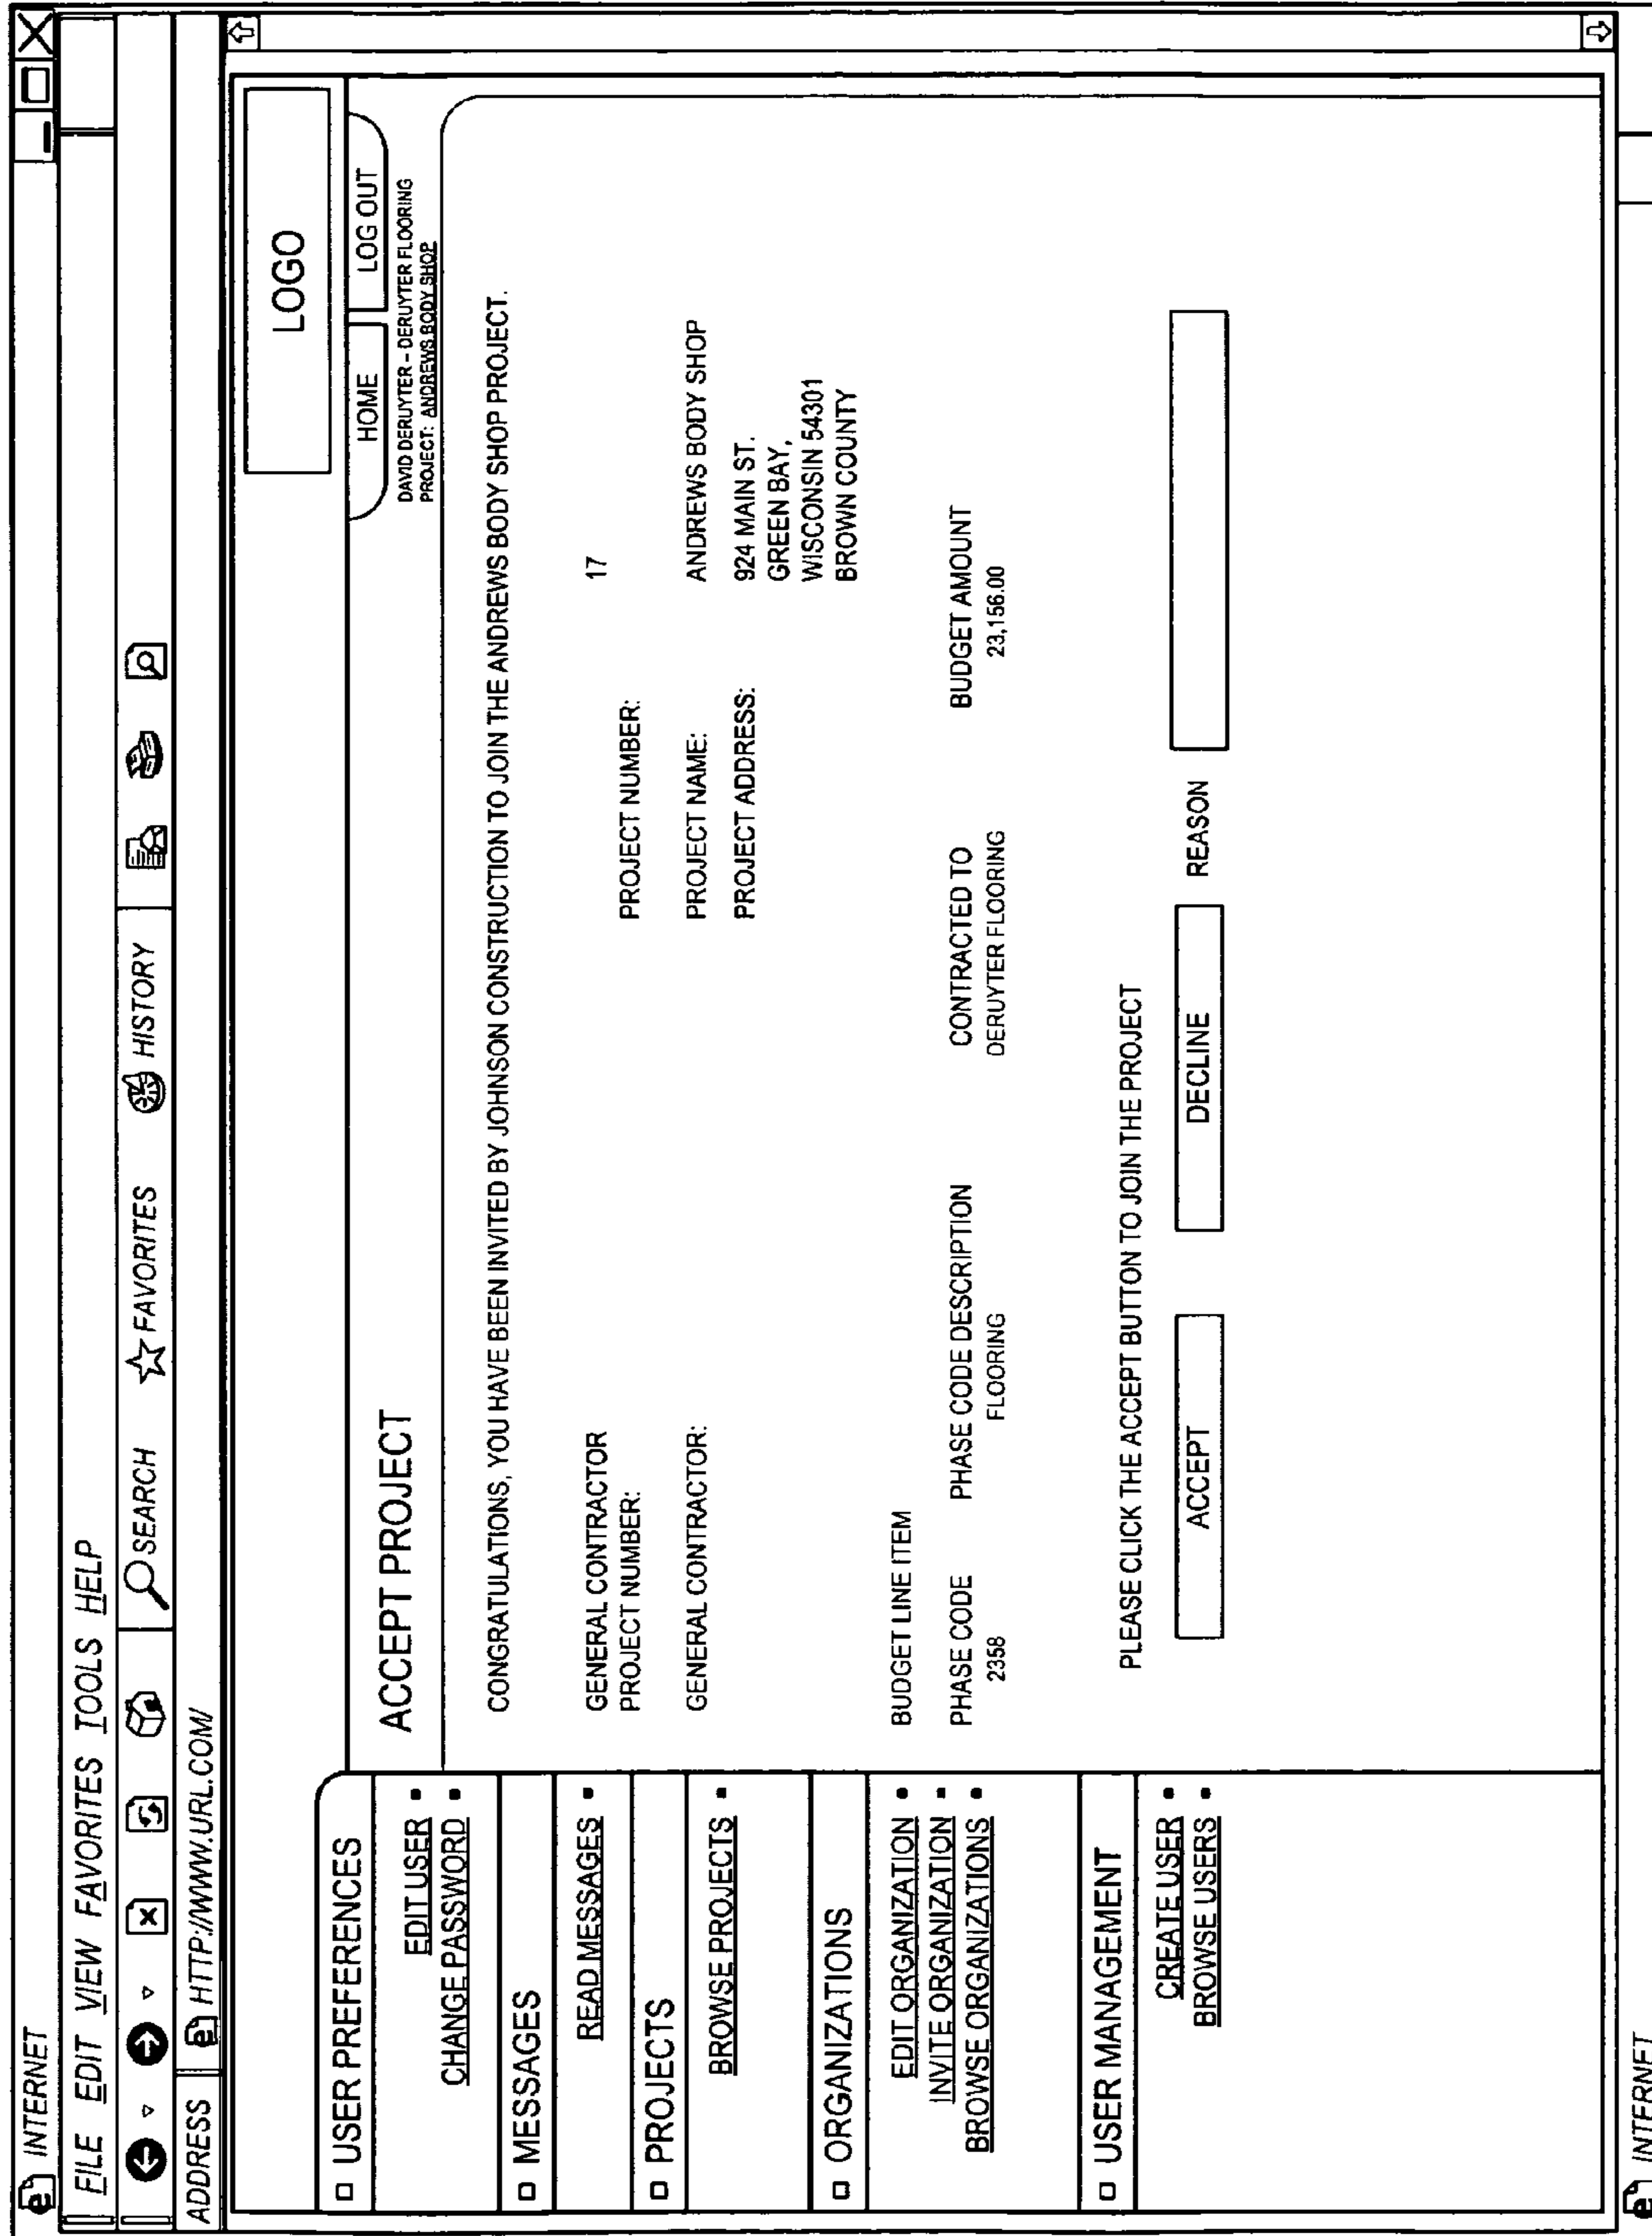 INTERNET
FILE EDIT VIEW FAVORITES TOOLS HELP
SEARCH FAVORITES HISTORY
ADDRESS HTTP://WWW.URL.COM/
LOGO
HOME LOG OUT
DAVID DERUYTER – DERUYTER FLOORING
PROJECT: ANDREWS BODY SHOP
USER PREFERENCES
EDIT USER
CHANGE PASSWORD
MESSAGES
READ MESSAGES
PROJECTS
BROWSE PROJECTS
ORGANIZATIONS
EDIT ORGANIZATION
INVITE ORGANIZATION
BROWSE ORGANIZATIONS
USER MANAGEMENT
CREATE USER
BROWSE USERS
ACCEPT PROJECT
CONGRATULATIONS, YOU HAVE BEEN INVITED BY JOHNSON CONSTRUCTION TO JOIN THE ANDREWS BODY SHOP PROJECT.
GENERAL CONTRACTOR 17
PROJECT NUMBER: PROJECT NUMBER:
GENERAL CONTRACTOR: PROJECT NAME: ANDREWS BODY SHOP
PROJECT ADDRESS: 924 MAIN ST.
GREEN BAY,
WISCONSIN 54301
BROWN COUNTY
BUDGET LINE ITEM
PHASE CODE PHASE CODE DESCRIPTION CONTRACTED TO BUDGET AMOUNT
2358 FLOORING DERUYTER FLOORING 23,156.00
PLEASE CLICK THE ACCEPT BUTTON TO JOIN THE PROJECT
ACCEPT DECLINE REASON
INTERNET